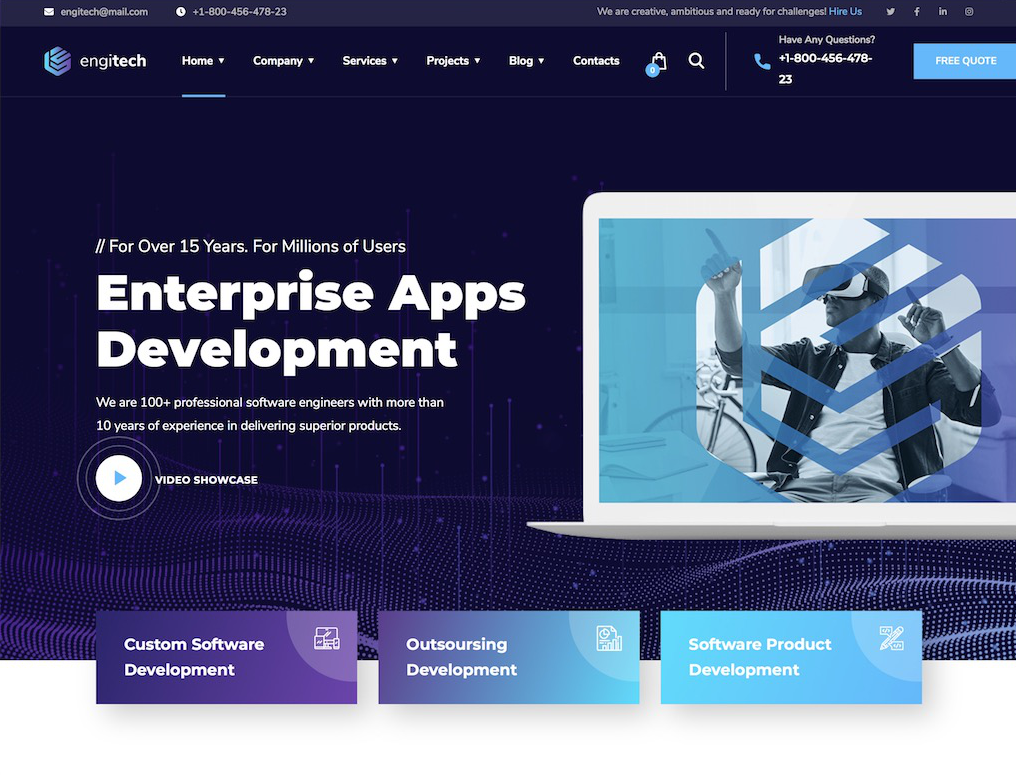 engitech@mail.com
+1-800-456-478-23
We are creative, ambitious and ready for challenges! Hire Us
engitech
Home
Company
Services
Projects
Blog
Contacts
0
Have Any Questions?
+1-800-456-478-
23
FREE QUOTE
// For Over 15 Years. For Millions of Users
Enterprise Apps
Development
We are 100+ professional software engineers with more than
10 years of experience in delivering superior products.
VIDEO SHOWCASE
Custom Software
Development
Outsoursing
Development
Software Product
Development